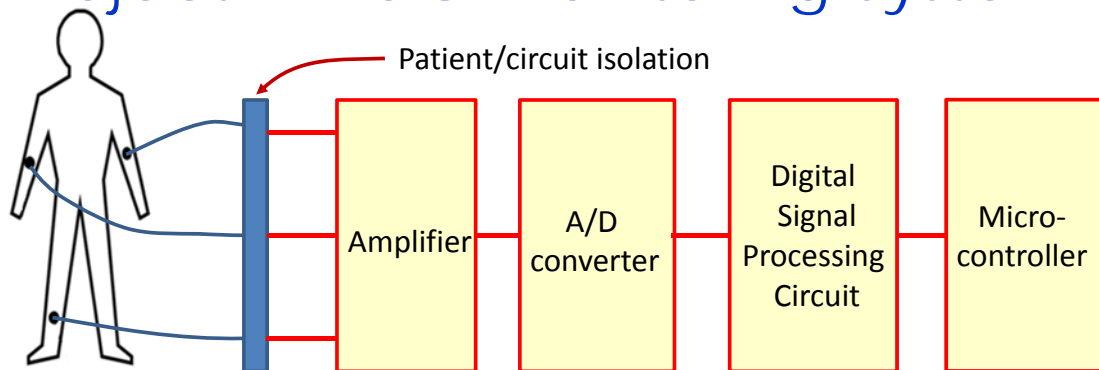 Patient/circuit isolation
Amplifier
A/D
converter
Digital
Signal
Processing
Circuit
Micro-
controller